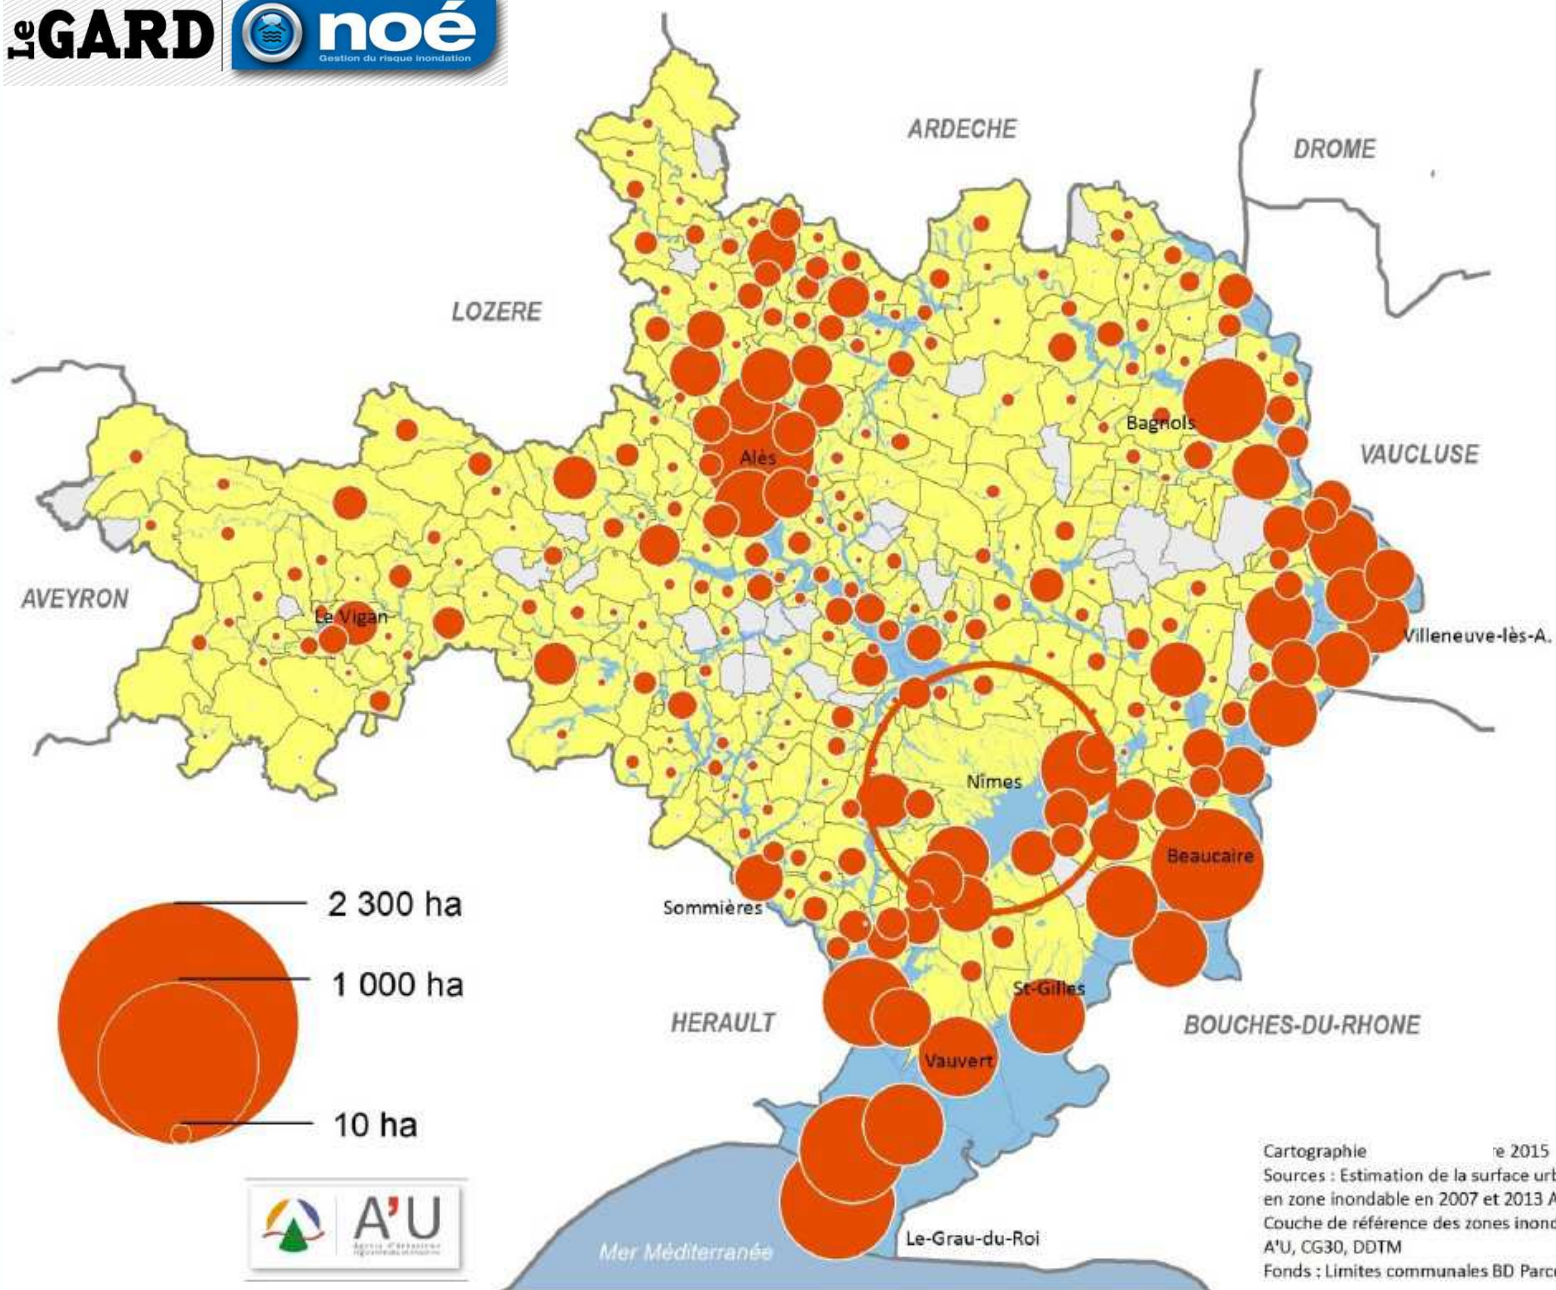 le GARD
noé
Gestion du risque inondation
ARDECHE
DROME
LOZERE
Bagnols
VAUCLUSE
Alès
AVEYRON
Le Vigan
Villeneuve-lès-A.
Nîmes
Beaucaire
Sommières
2 300 ha
1 000 ha
St-Gilles
HERAULT
BOUCHES-DU-RHONE
Vauvert
10 ha
A'U
Le-Grau-du-Roi
Mer Méditerranée
Cartographie e 2015
Sources : Estimation de la surface urb
en zone inondable en 2007 et 2013 A
Couche de référence des zones inond
A'U, CG30, DDTM
Fonds : Limites communales BD Parce